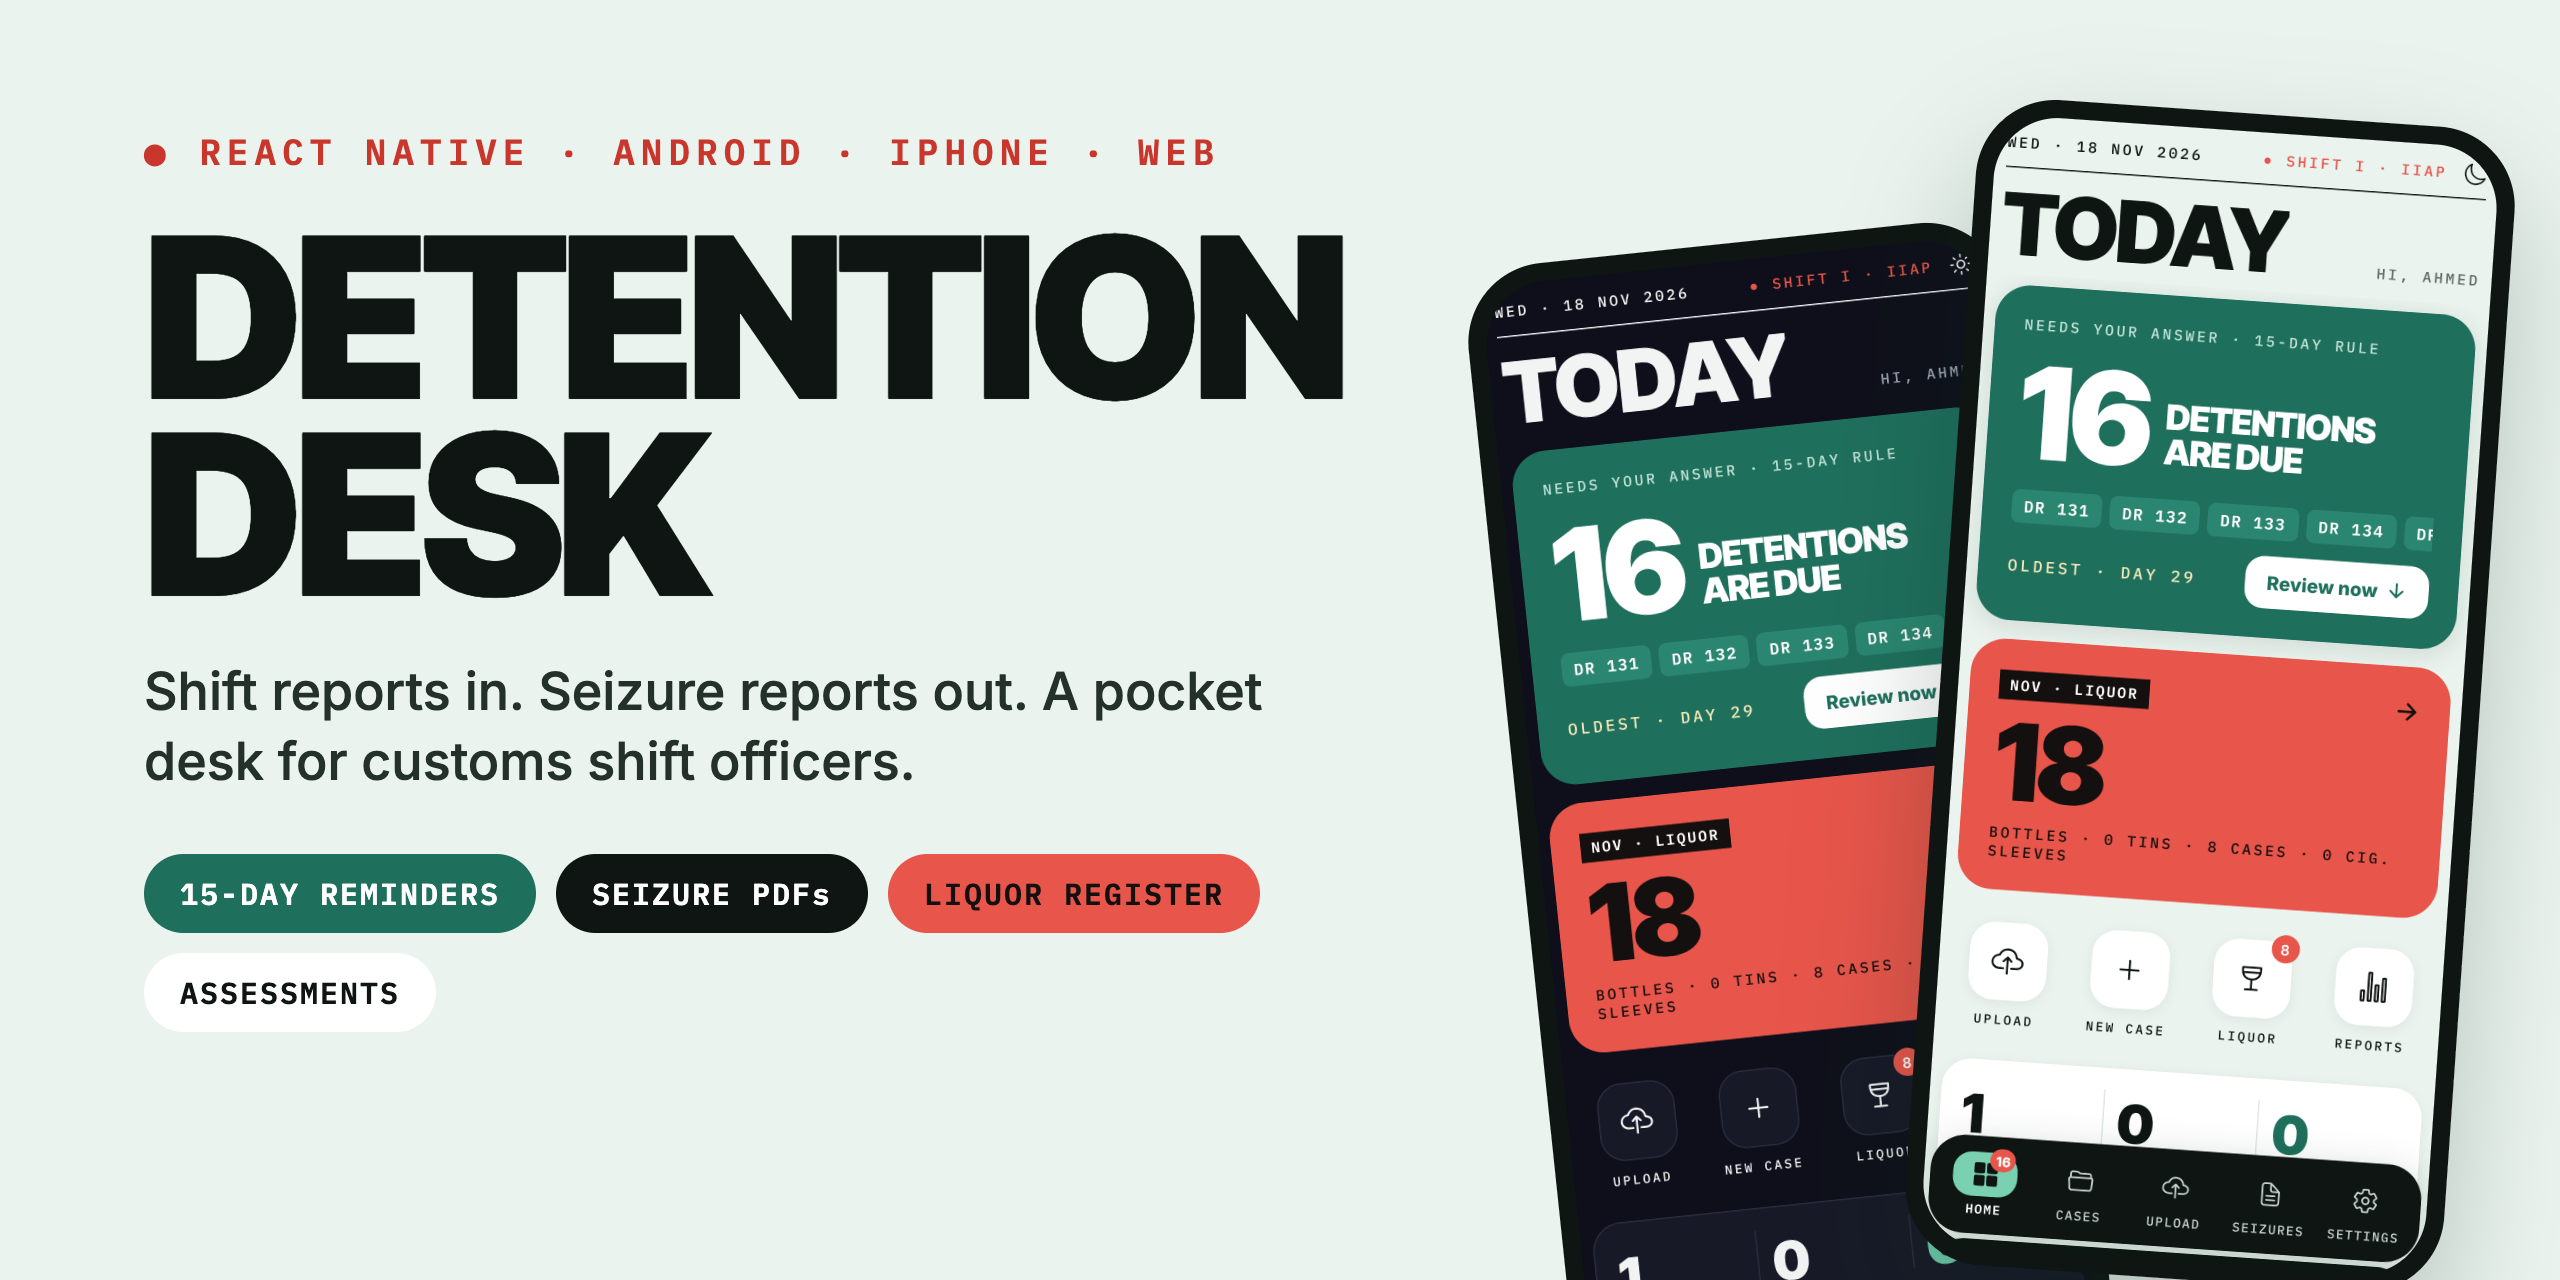 ● REACT NATIVE · ANDROID · IPHONE · WEB
DETENTION
DESK
Shift reports in. Seizure reports out. A pocket
desk for customs shift officers.
15-DAY REMINDERS
SEIZURE PDFs
LIQUOR REGISTER
ASSESSMENTS
WED · 18 NOV 2026
● SHIFT I · IIAP
TODAY
HI, AHM
NEEDS YOUR ANSWER · 15-DAY RULE
16
DETENTIONS
ARE DUE
DR 131
DR 132
DR 133
DR 134
OLDEST · DAY 29
Review now
NOV · LIQUOR
18
BOTTLES · 0 TINS · 8 CASES ·
SLEEVES
8
UPLOAD
NEW CASE
LIQUO
1
0
WED · 18 NOV 2026
● SHIFT I · IIAP
TODAY
HI, AHMED
NEEDS YOUR ANSWER · 15-DAY RULE
16
DETENTIONS
ARE DUE
DR 131
DR 132
DR 133
DR 134
DR
OLDEST · DAY 29
Review now ↓
NOV · LIQUOR
→
18
BOTTLES · 0 TINS · 8 CASES · 0 CIG.
SLEEVES
8
UPLOAD
NEW CASE
LIQUOR
REPORTS
1
0
0
16
HOME
CASES
UPLOAD
SEIZURES
SETTINGS